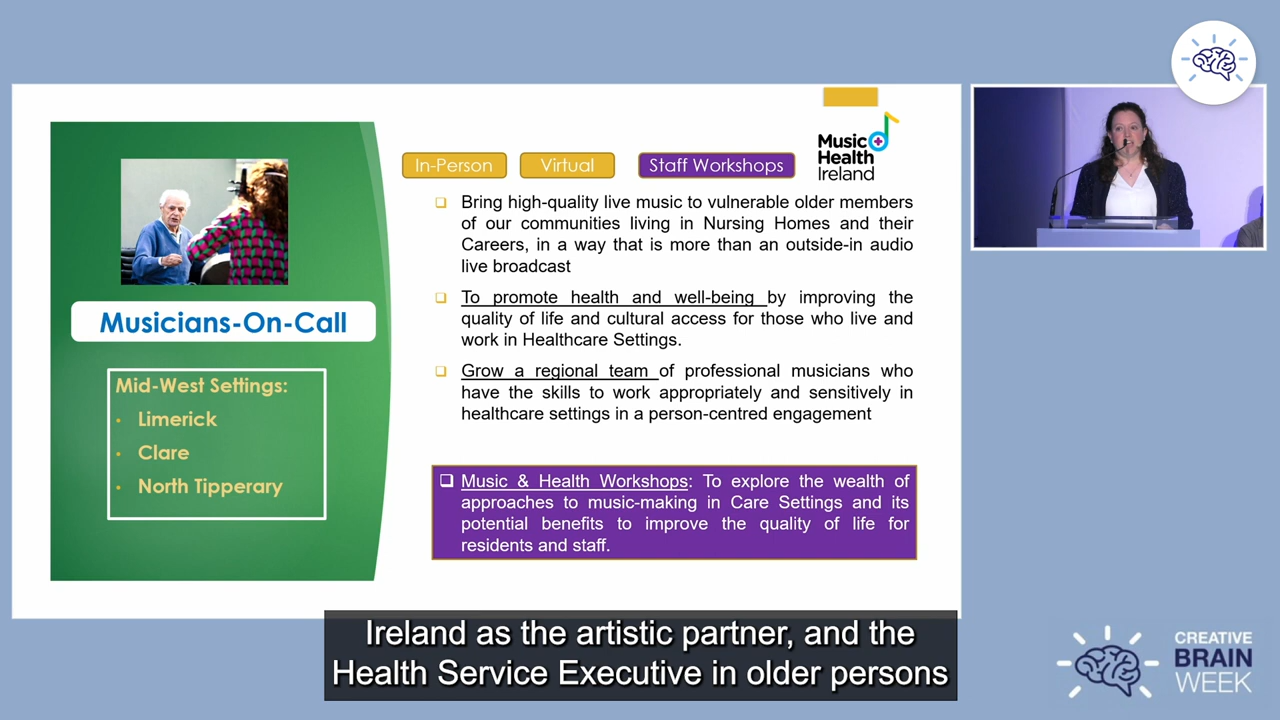 Music
Health
Ireland
In-Person
Virtual
Staff Workshops
Bring high-quality live music to vulnerable older members
of our communities living in Nursing Homes and their
Careers, in a way that is more than an outside-in audio
live broadcast
To promote health and well-being by improving the
quality of life and cultural access for those who live and
work in Healthcare Settings.
Grow a regional team of professional musicians who
have the skills to work appropriately and sensitively in
healthcare settings in a person-centred engagement
Music & Health Workshops: To explore the wealth of
approaches to music-making in Care Settings and its
potential benefits to improve the quality of life for
residents and staff.
Musicians-On-Call
Mid-West Settings:
• Limerick
• Clare
• North Tipperary
Ireland as the artistic partner, and the
Health Service Executive in older persons
CREATIVE
BRAIN
WEEK